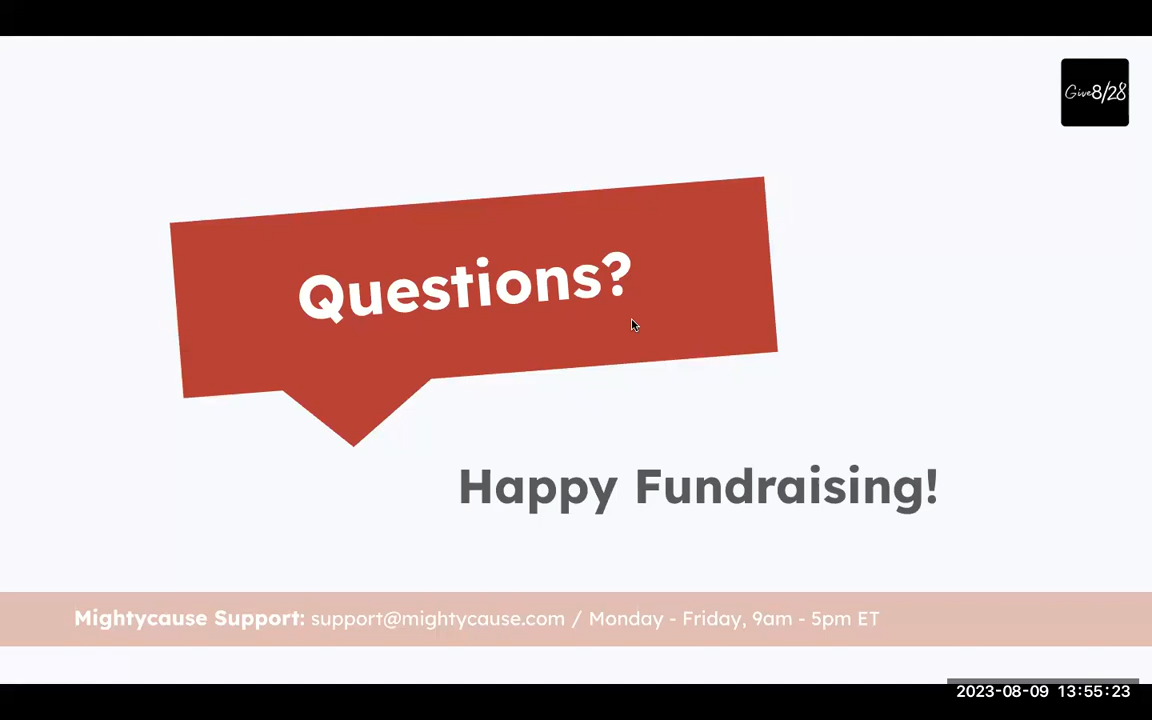 Give8/28
Questions?
Happy Fundraising!
Mightycause Support: support@mightycause.com / Monday - Friday, 9am - 5pm ET
2023-08-09 13:55:23